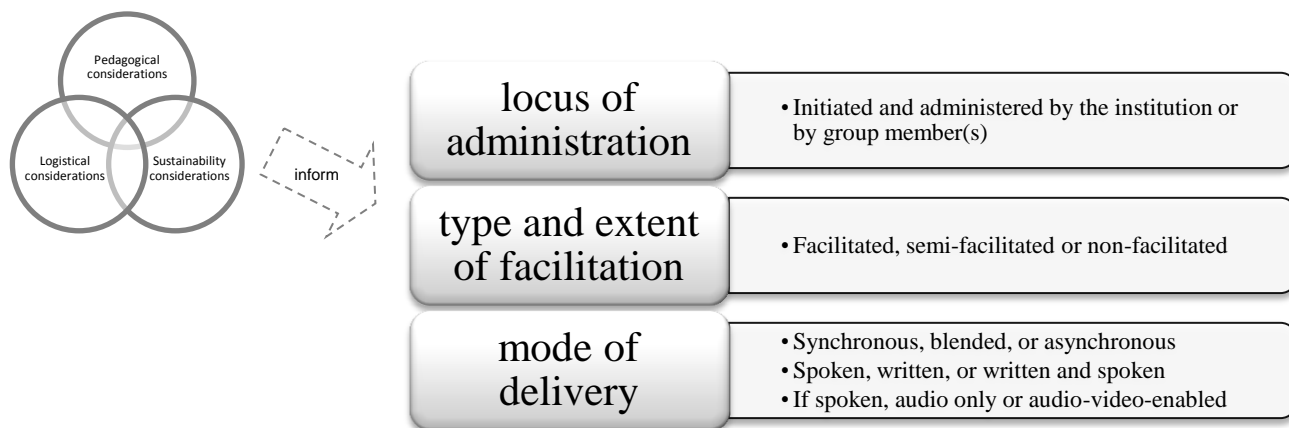 Pedagogical
considerations
Logistical
considerations
Sustainability
considerations
inform
locus of
administration
• Initiated and administered by the institution or
by group member(s)
type and extent
of facilitation
• Facilitated, semi-facilitated or non-facilitated
mode of
delivery
• Synchronous, blended, or asynchronous
• Spoken, written, or written and spoken
• If spoken, audio only or audio-video-enabled